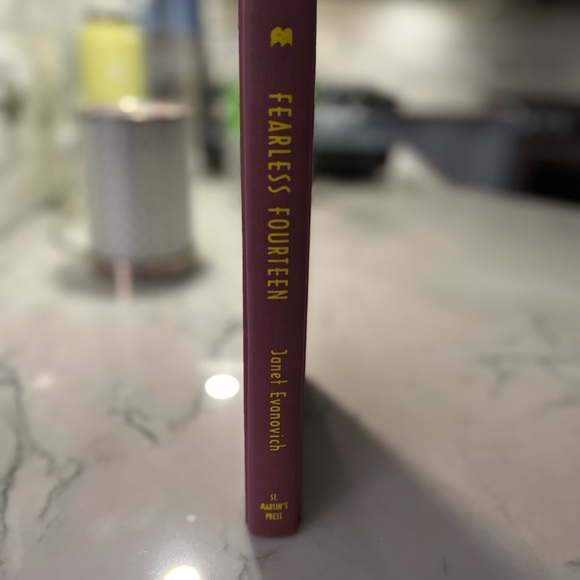 FEARLESS FOURTEEN
Janet Evanovich
ST.
MARTIN'S
PRESS